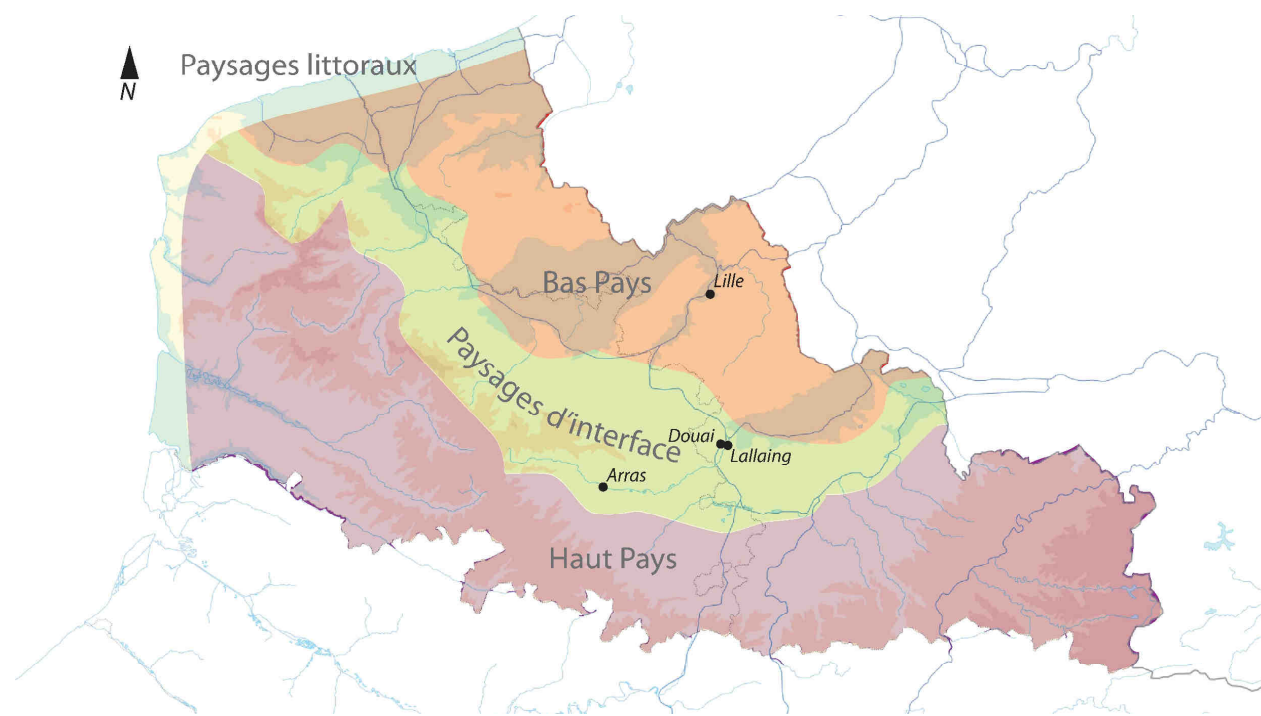 Paysages littoraux
N
Bas Pays
Lille
Paysages d'interface
Douai
Lallaing
Arras
Haut Pays